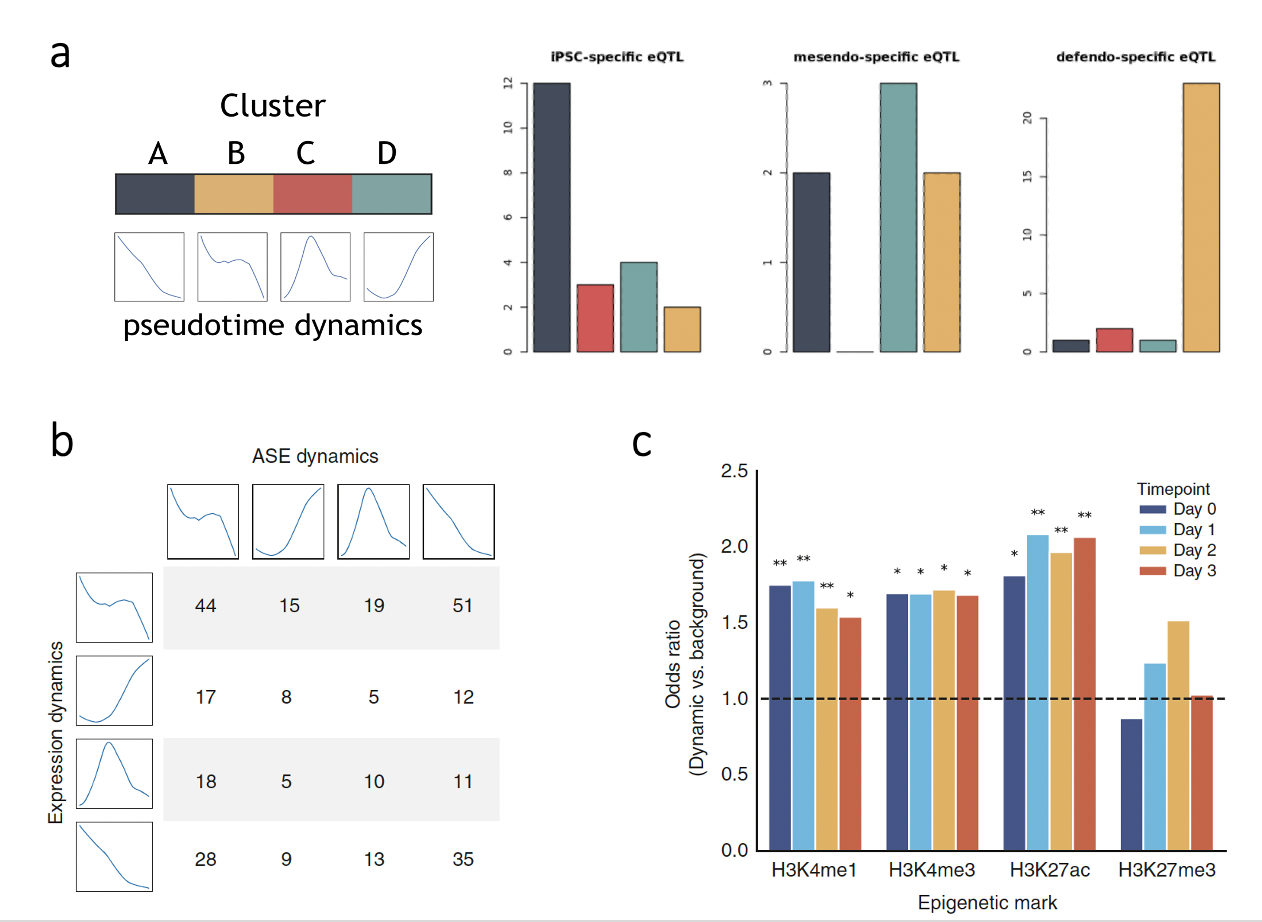 a
Cluster
A B C D
pseudotime dynamics
iPSC-specific eQTL
12
10
8
6
4
2
0
mesendo-specific eQTL
3
2
1
0
defendo-specific eQTL
20
15
10
5
0
b
ASE dynamics
Expression dynamics
44 15 19 51
17 8 5 12
18 5 10 11
28 9 13 35
c
Odds ratio
(Dynamic vs. background)
2.5
2.0
1.5
1.0
0.5
0.0
Timepoint
Day 0
Day 1
Day 2
Day 3
** ** ** *
* * * *
* ** ** **
H3K4me1 H3K4me3 H3K27ac H3K27me3
Epigenetic mark